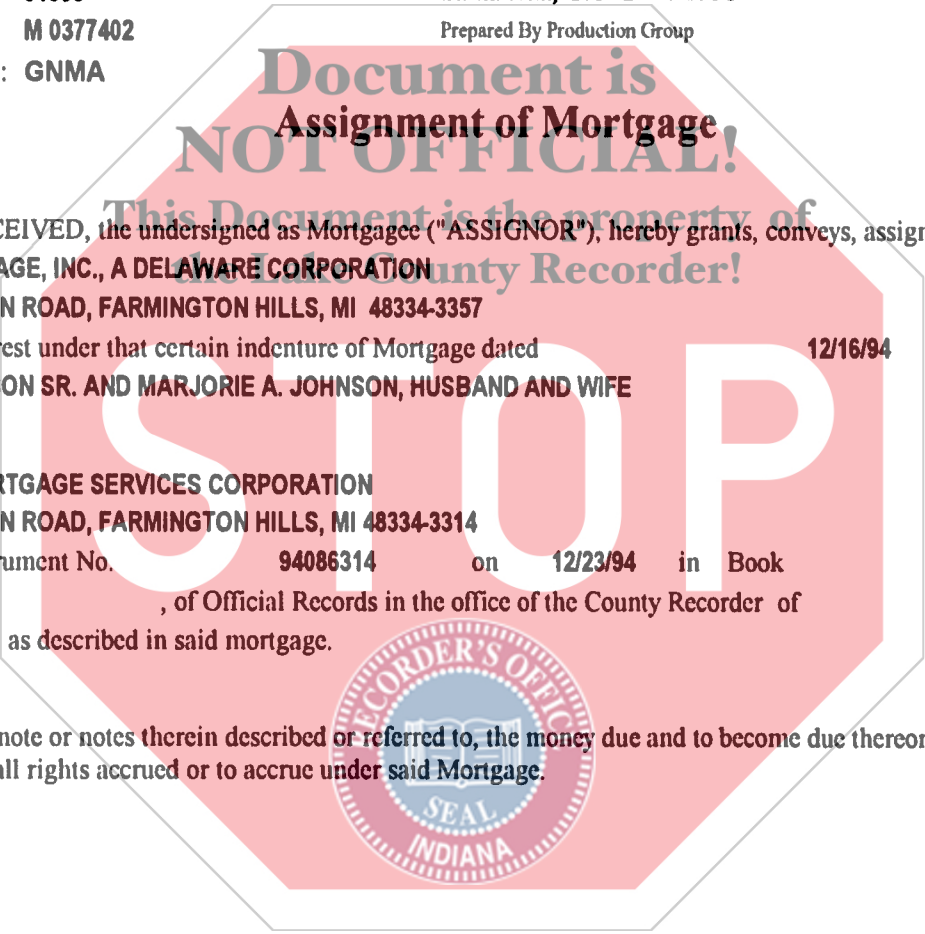 M 0377402
Prepared By Production Group
: GNMA
Document is
Assignment of Mortgage
NOT OFFICIAL!
This Document is the property of
CEIVED, the undersigned as Mortgagee ("ASSIGNOR"), hereby grants, conveys, assign
the Lake County Recorder!
AGE, INC., A DELAWARE CORPORATION
N ROAD, FARMINGTON HILLS, MI 48334-3357
rest under that certain indenture of Mortgage dated 12/16/94
ON SR. AND MARJORIE A. JOHNSON, HUSBAND AND WIFE
STOP
RTGAGE SERVICES CORPORATION
N ROAD, FARMINGTON HILLS, MI 48334-3314
rument No. 94086314 on 12/23/94 in Book
, of Official Records in the office of the County Recorder of
as described in said mortgage.
RECORDER'S OFFICE
note or notes therein described or referred to, the money due and to become due thereon
all rights accrued or to accrue under said Mortgage.
SEAL
INDIANA